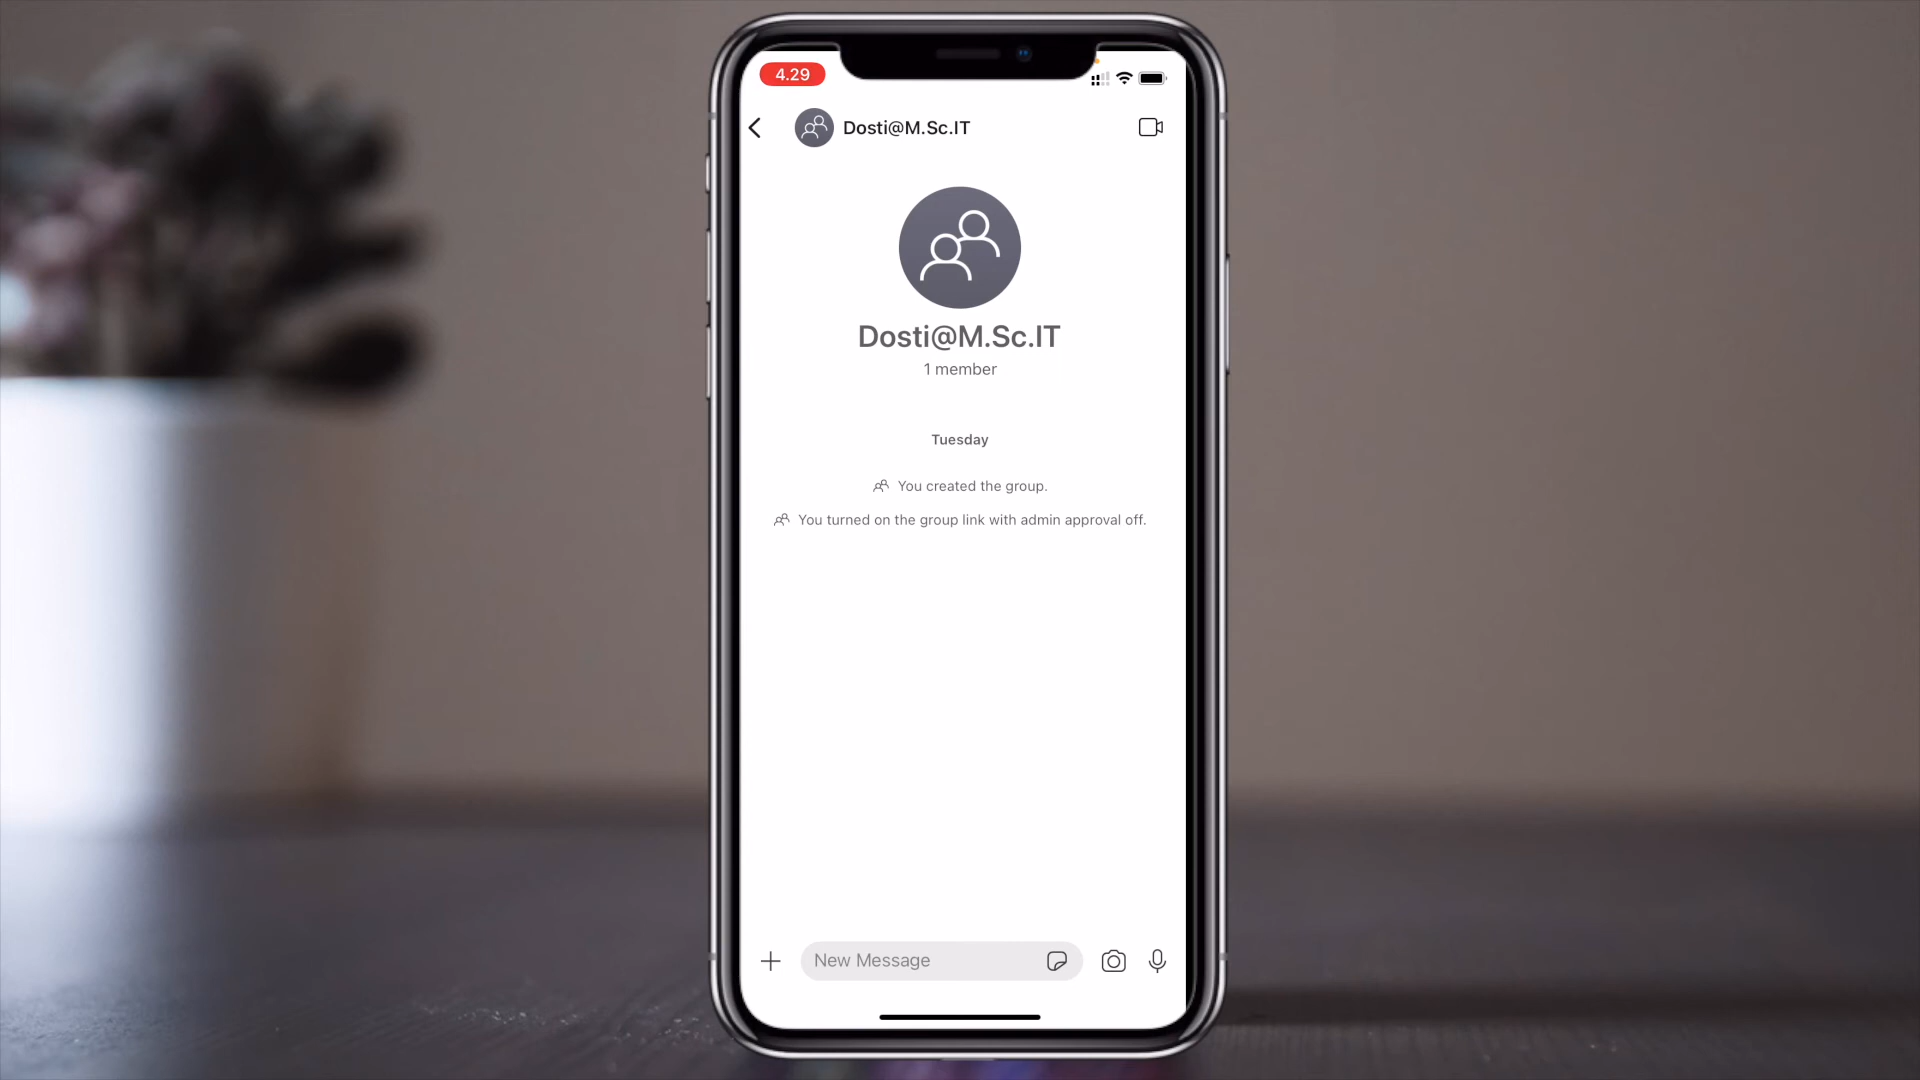 4.29
Dosti@M.Sc.IT
Dosti@M.Sc.IT
1 member
Tuesday
You created the group.
You turned on the group link with admin approval off.
New Message